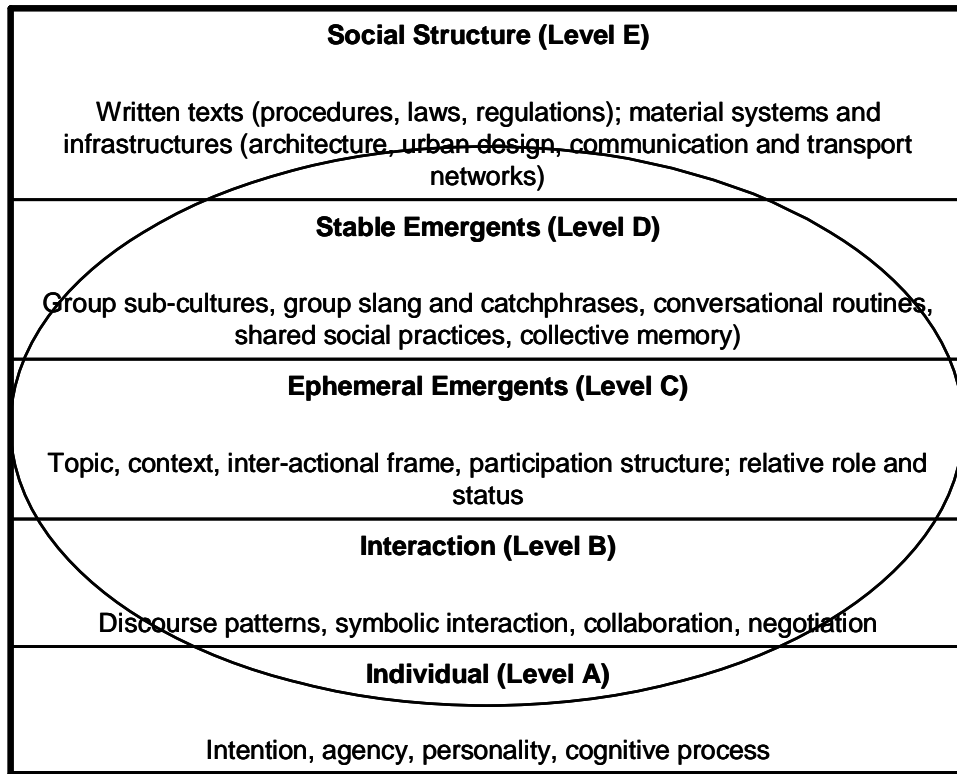 Social Structure (Level E)
Written texts (procedures, laws, regulations); material systems and
infrastructures (architecture, urban design, communication and transport
networks)
Stable Emergents (Level D)
Group sub-cultures, group slang and catchphrases, conversational routines,
shared social practices, collective memory)
Ephemeral Emergents (Level C)
Topic, context, inter-actional frame, participation structure; relative role and
status
Interaction (Level B)
Discourse patterns, symbolic interaction, collaboration, negotiation
Individual (Level A)
Intention, agency, personality, cognitive process